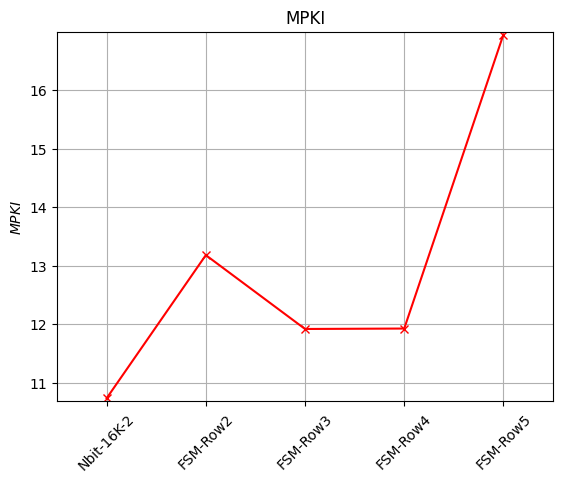 MPKI
MPKI
16
15
14
13
12
11
Nbit-16K-2
FSM-Row2
FSM-Row3
FSM-Row4
FSM-Row5